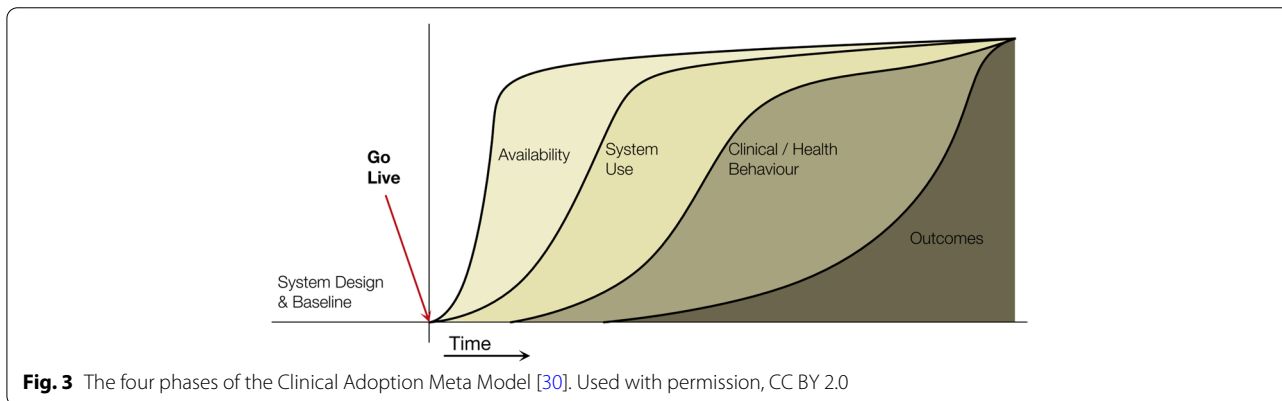 Availability
System
Use
Clinical / Health
Behaviour
Go
Live
Outcomes
System Design
& Baseline
Time
Fig. 3 The four phases of the Clinical Adoption Meta Model [30]. Used with permission, CC BY 2.0